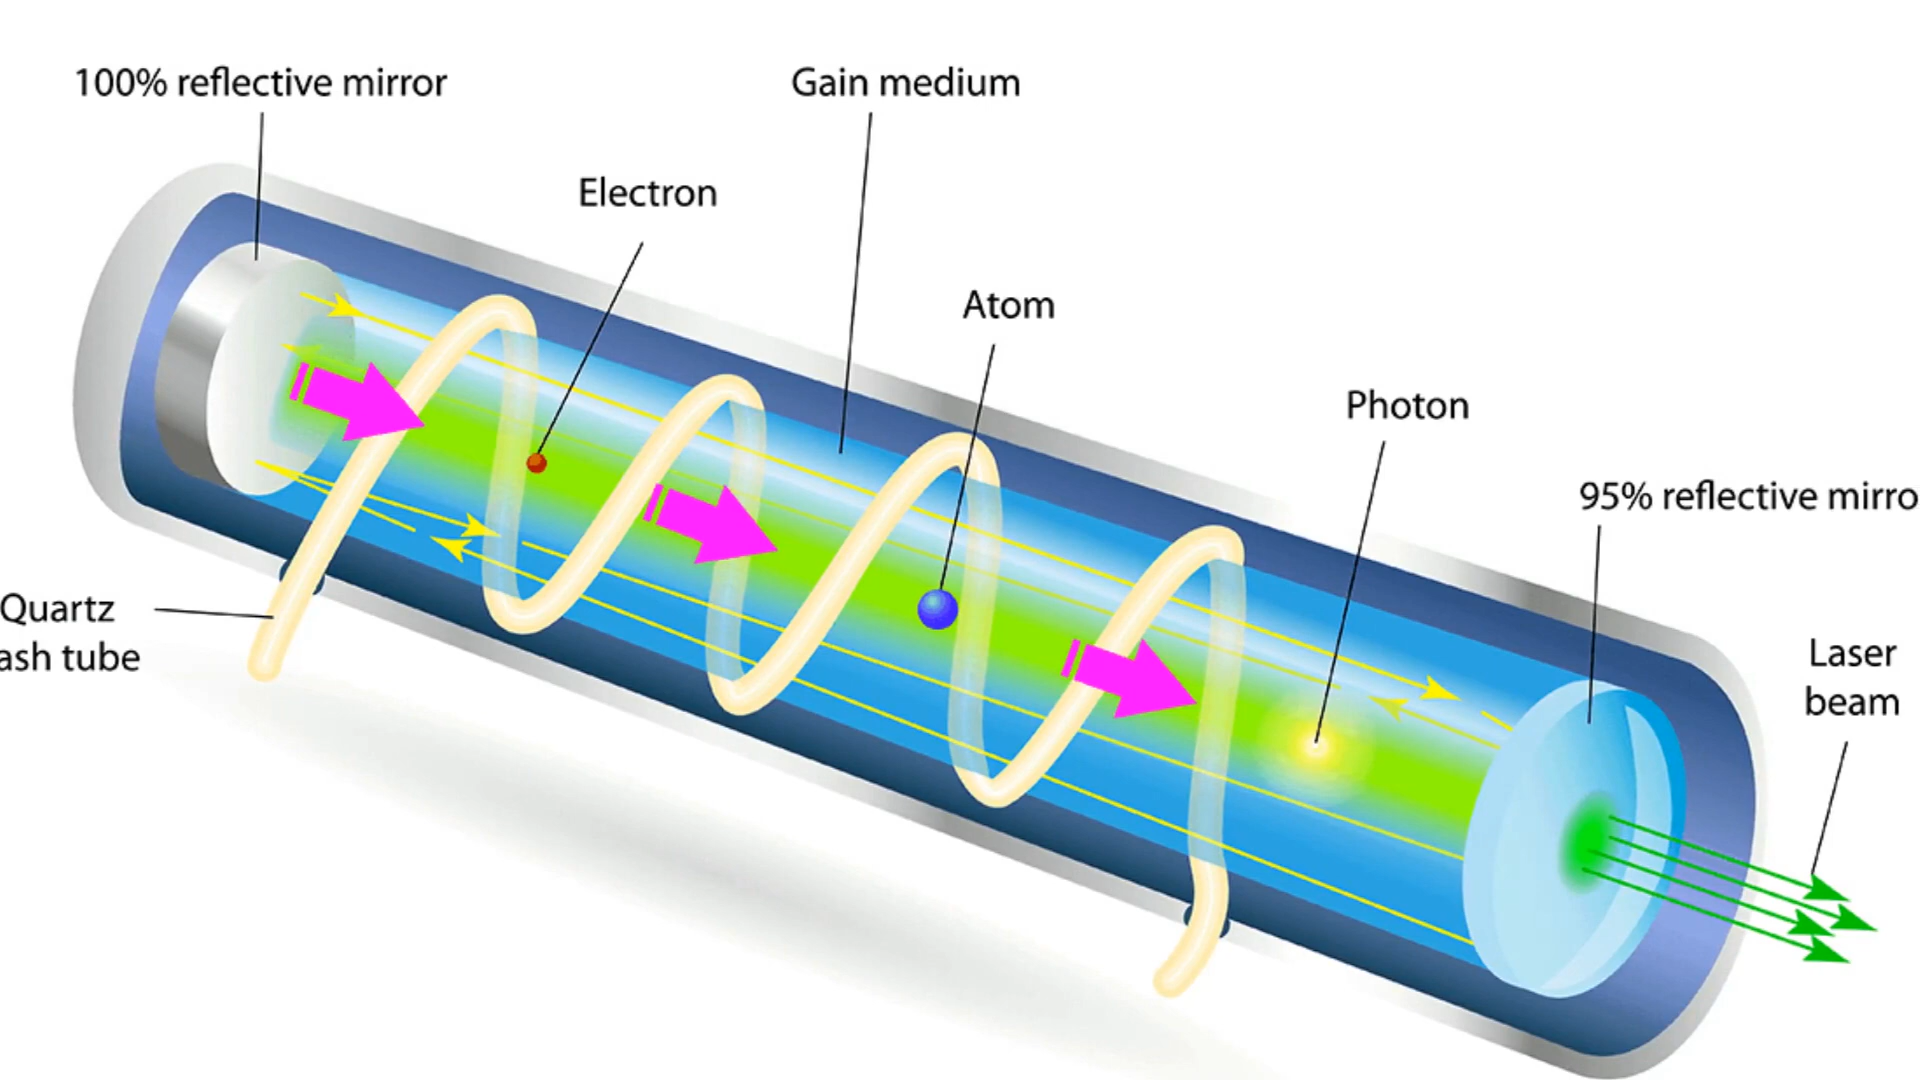 100% reflective mirror
Gain medium
Electron
Atom
Photon
95% reflective mirro
Quartz
ash tube
Laser
beam